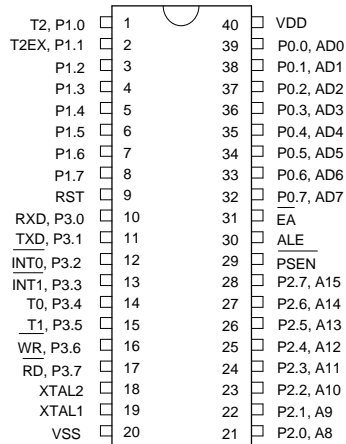 T2, P1.0 1 40 VDD
T2EX, P1.1 2 39 P0.0, AD0
P1.2 3 38 P0.1, AD1
P1.3 4 37 P0.2, AD2
P1.4 5 36 P0.3, AD3
P1.5 6 35 P0.4, AD4
P1.6 7 34 P0.5, AD5
P1.7 8 33 P0.6, AD6
RST 9 32 P0.7, AD7
RXD, P3.0 10 31 EA
TXD, P3.1 11 30 ALE
INT0, P3.2 12 29 PSEN
INT1, P3.3 13 28 P2.7, A15
T0, P3.4 14 27 P2.6, A14
T1, P3.5 15 26 P2.5, A13
WR, P3.6 16 25 P2.4, A12
RD, P3.7 17 24 P2.3, A11
XTAL2 18 23 P2.2, A10
XTAL1 19 22 P2.1, A9
VSS 20 21 P2.0, A8